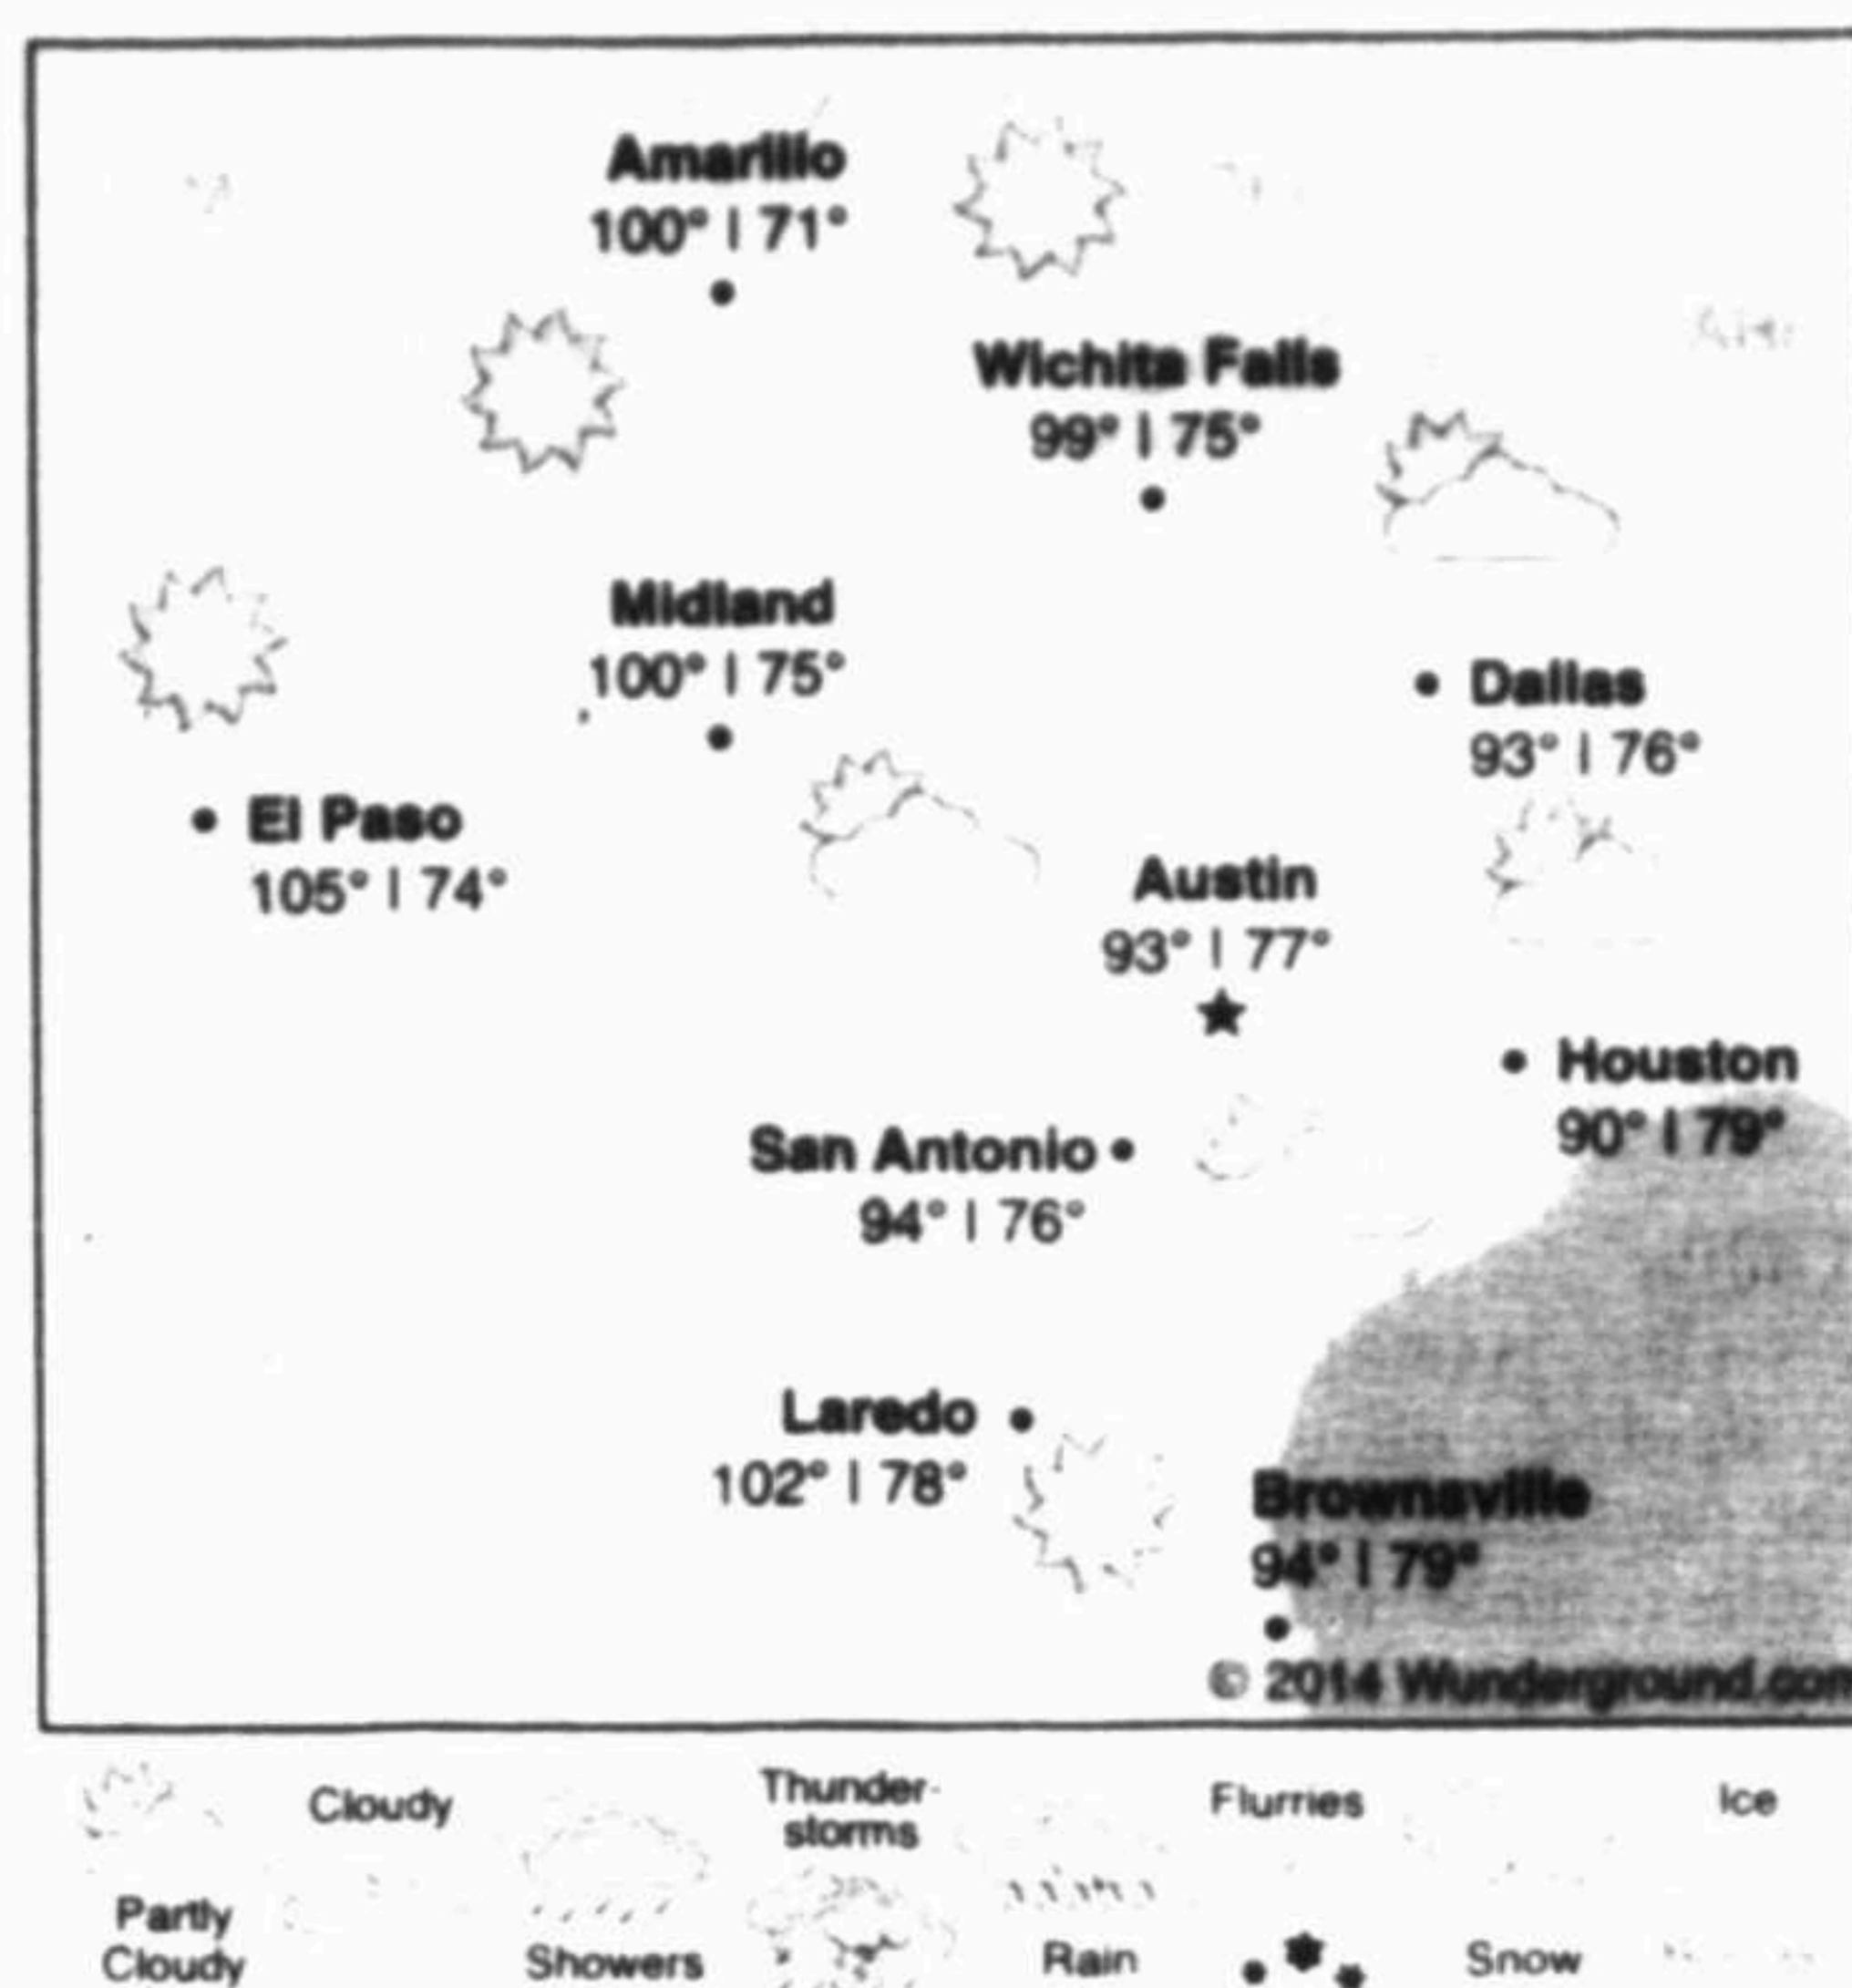 Amarillo
100° | 71°
Wichita Falls
99° | 75°
Midland
100° | 75°
Dallas
93° | 76°
El Paso
105° | 74°
Austin
93° | 77°
Houston
90° | 79°
San Antonio
94° | 76°
Laredo
102° | 78°
Brownsville
94° | 79°
© 2014 Wunderground.com
Cloudy
Thunder-
storms
Flurries
Ice
Partly
Cloudy
Showers
Rain
Snow